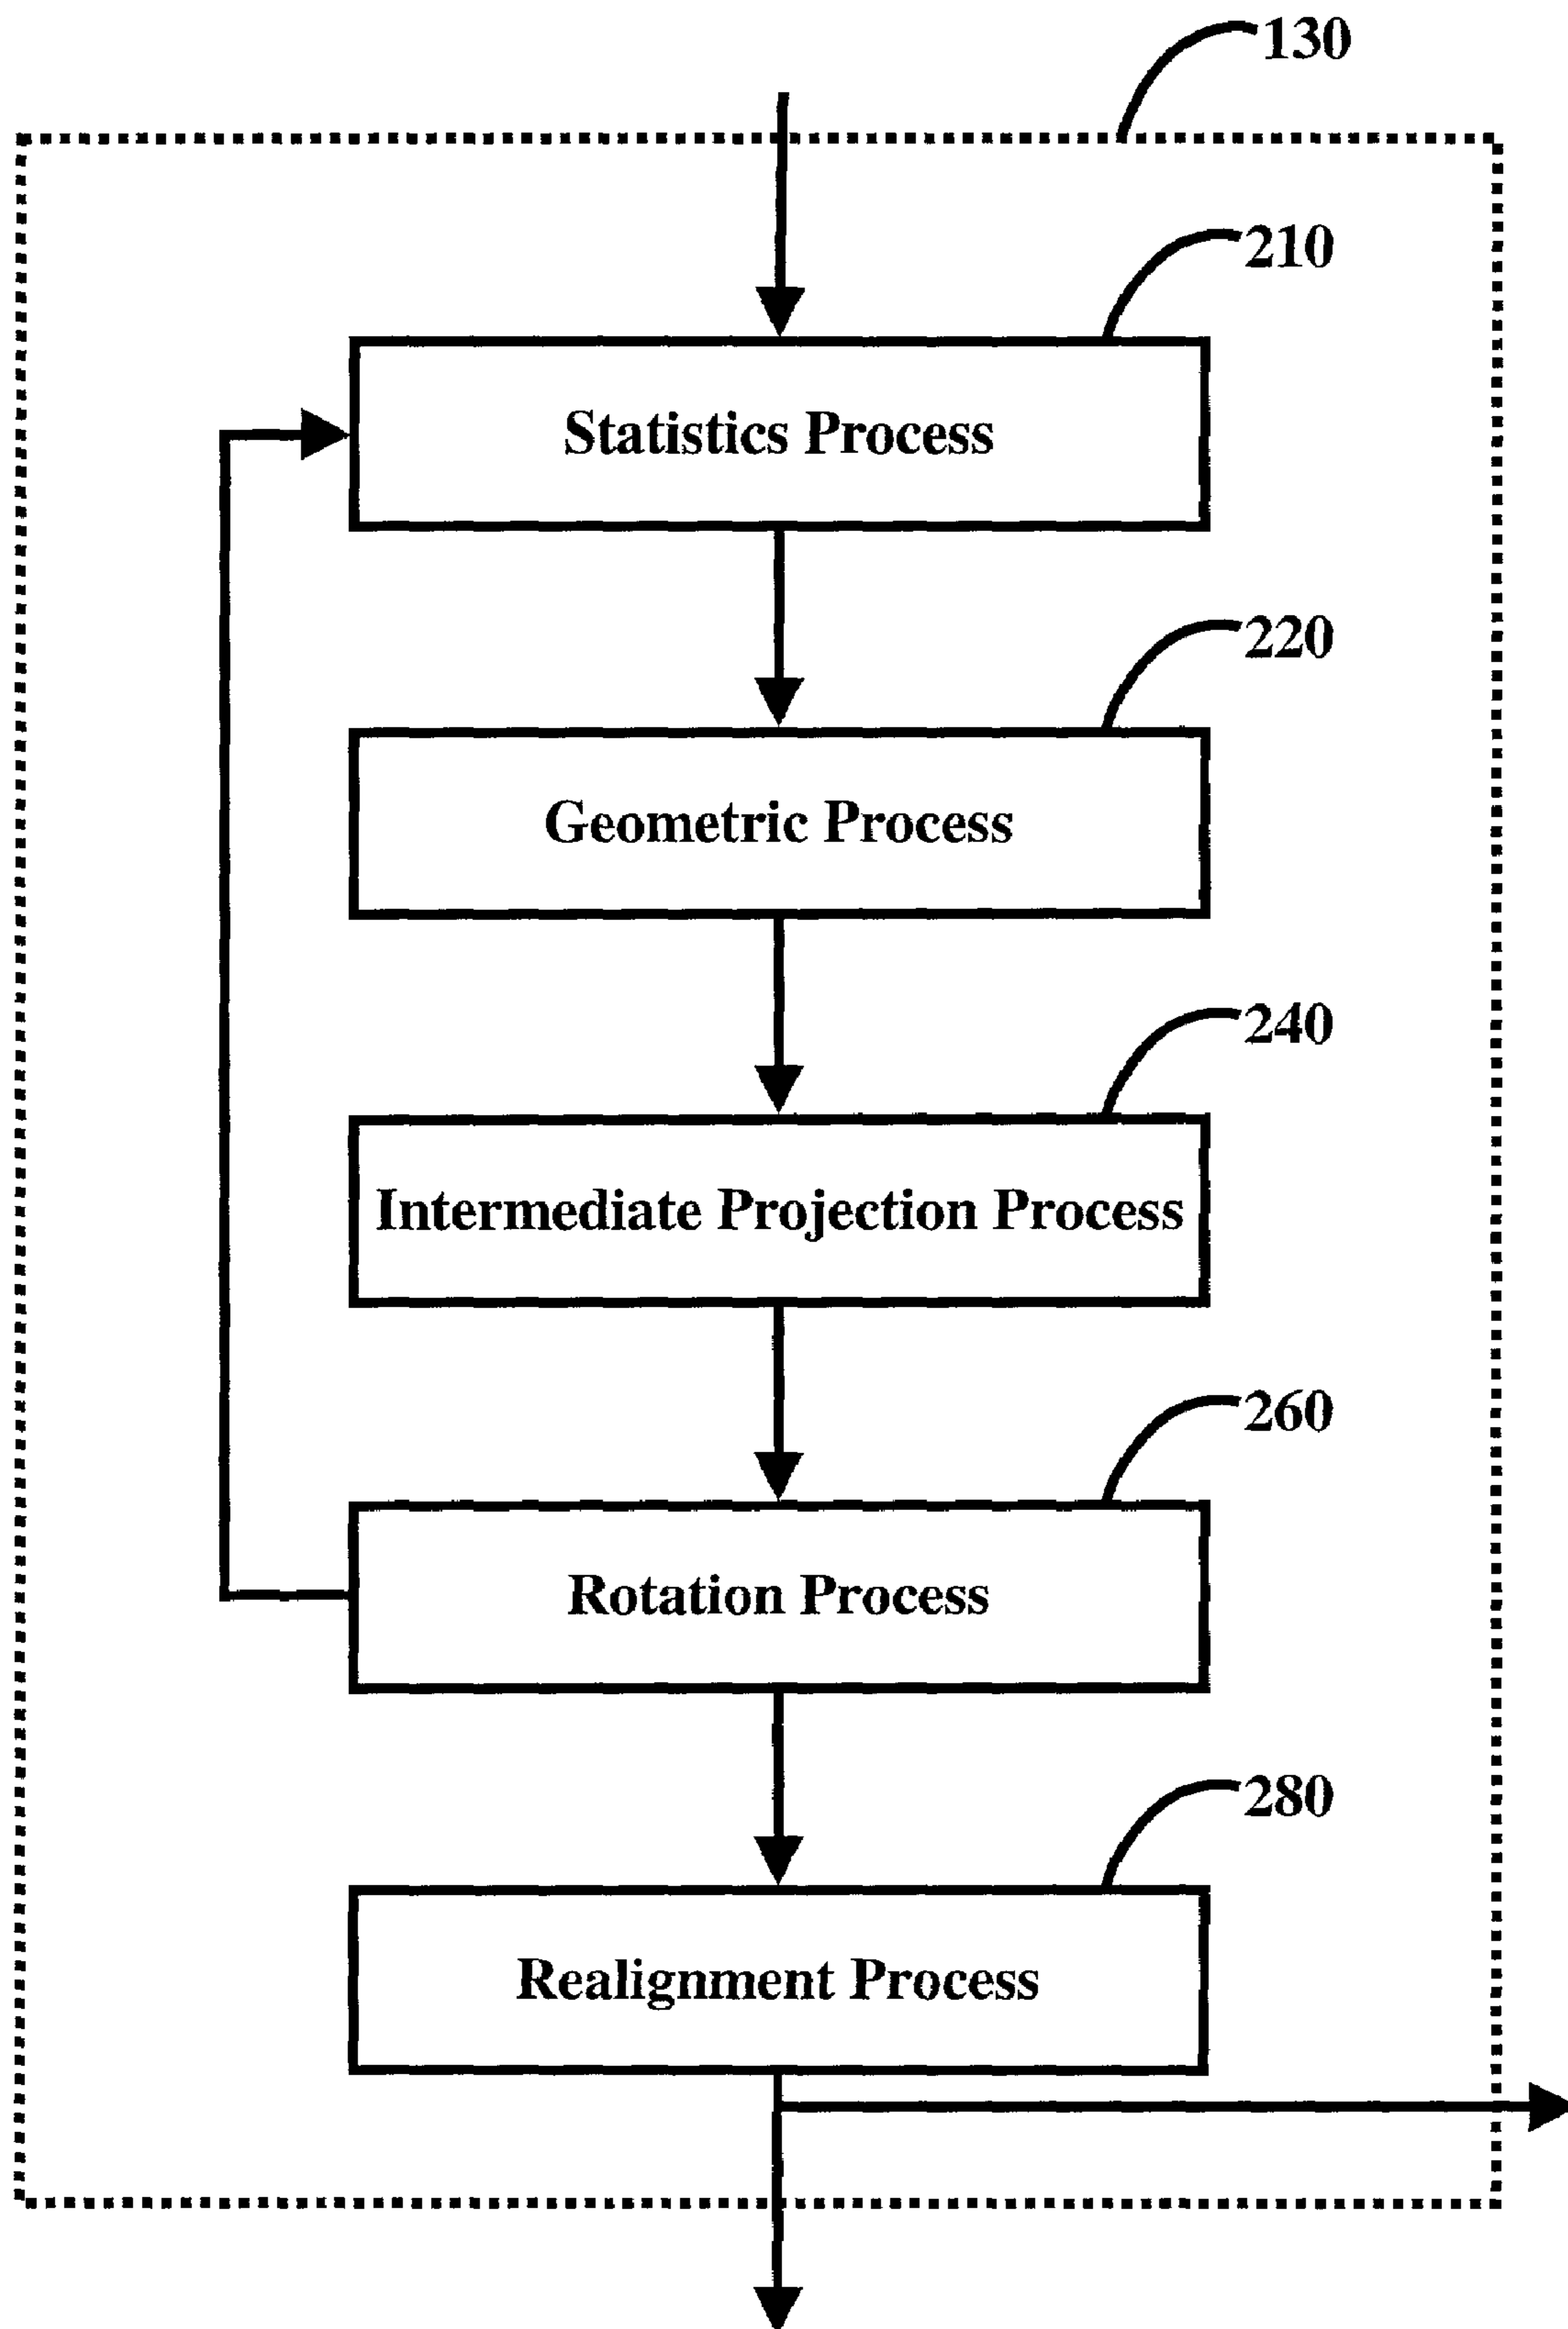 130
210
Statistics Process
220
Geometric Process
240
Intermediate Projection Process
260
Rotation Process
280
Realignment Process